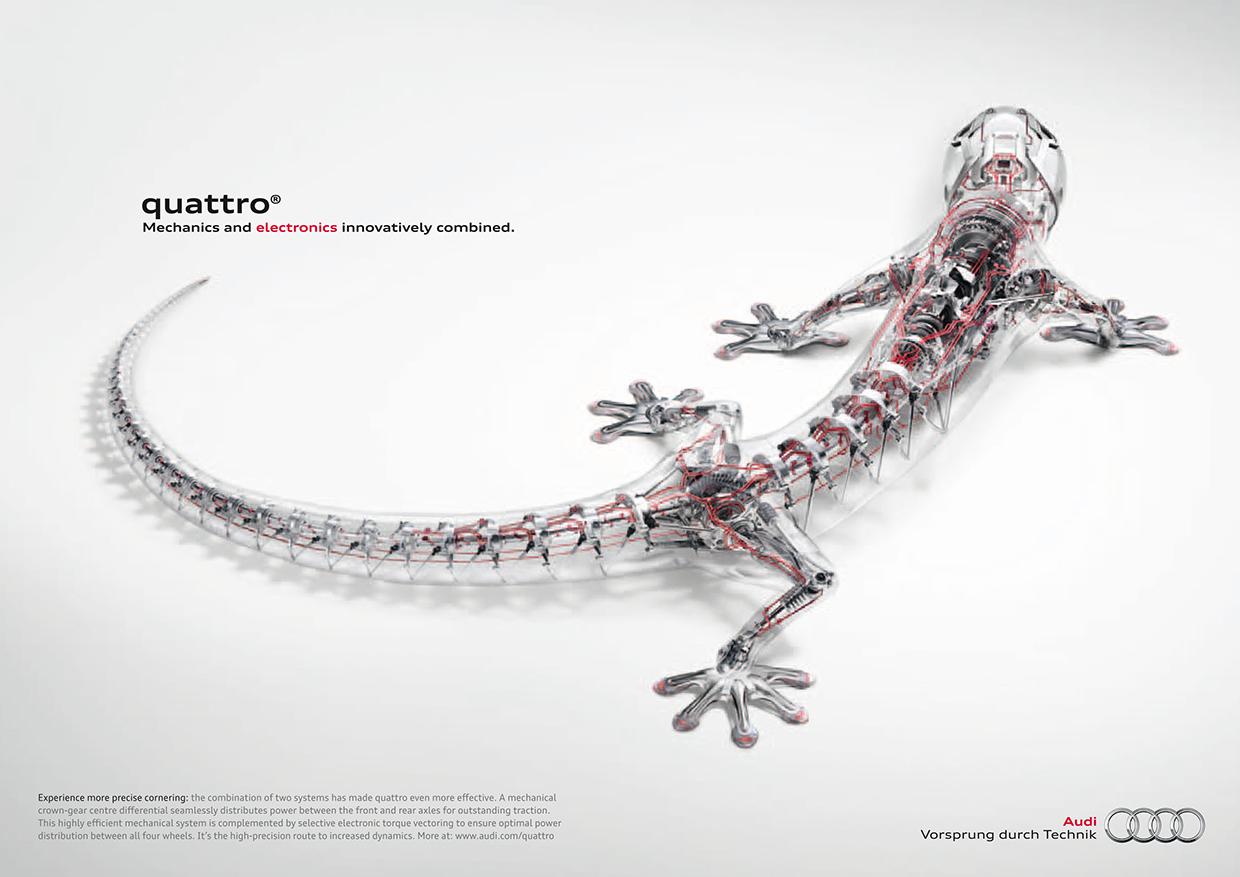 quattro®
Mechanics and electronics innovatively combined.
Experience more precise cornering: the combination of two systems has made quattro even more effective. A mechanical
crown-gear centre differential seamlessly distributes power between the front and rear axles for outstanding traction.
This highly efficient mechanical system is complemented by selective electronic torque vectoring to ensure optimal power
distribution between all four wheels. It's the high-precision route to increased dynamics. More at: www.audi.com/quattro
Audi
Vorsprung durch Technik